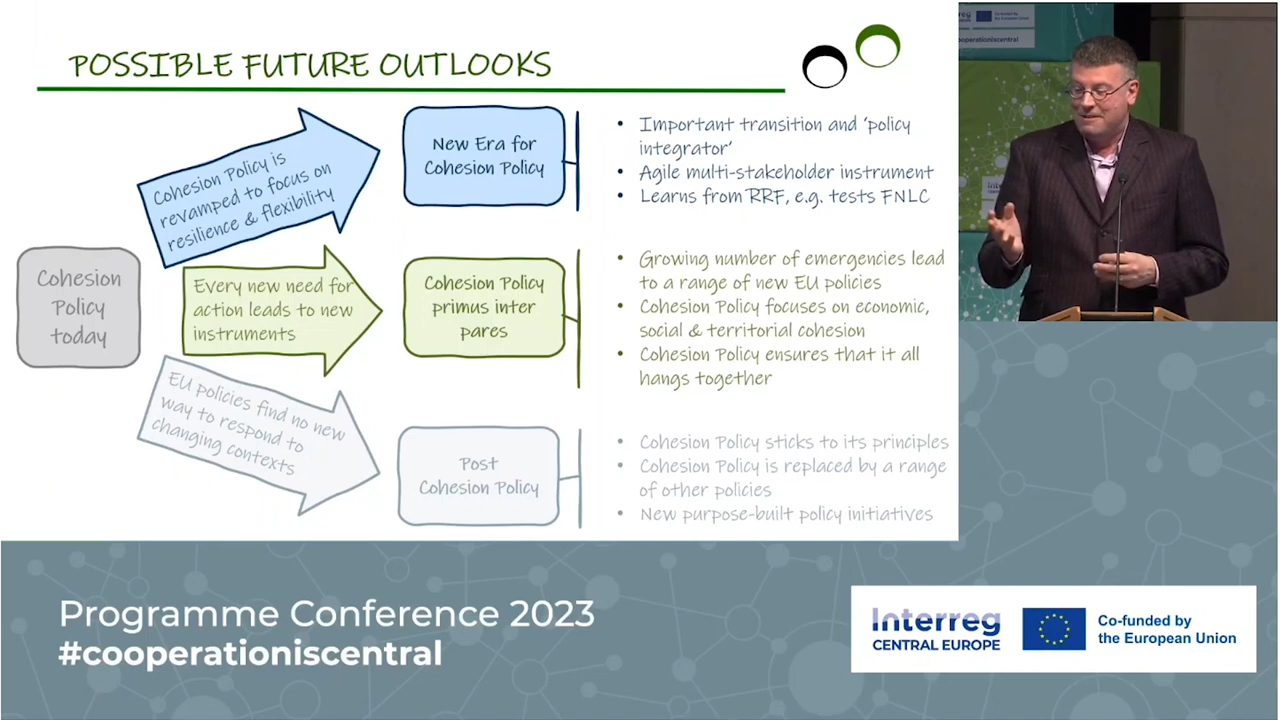 POSSIBLE FUTURE OUTLOOKS
Cohesion
Policy
today
Cohesion Policy is
revamped to focus on
resilience & flexibility
New Era for
Cohesion Policy
• Important transition and ‘policy
integrator’
• Agile multi-stakeholder instrument
• Learns from RRF, e.g. tests FNLC
Every new need for
action leads to new
instruments
Cohesion Policy
primus inter
pares
• Growing number of emergencies lead
to a range of new EU policies
• Cohesion Policy focuses on economic,
social & territorial cohesion
• Cohesion Policy ensures that it all
hangs together
EU policies find no new
way to respond to
changing contexts
Post
Cohesion Policy
• Cohesion Policy sticks to its principles
• Cohesion Policy is replaced by a range
of other policies
• New purpose-built policy initiatives
Programme Conference 2023
#cooperationiscentral
Interreg
CENTRAL EUROPE
Co-funded by
the European Union